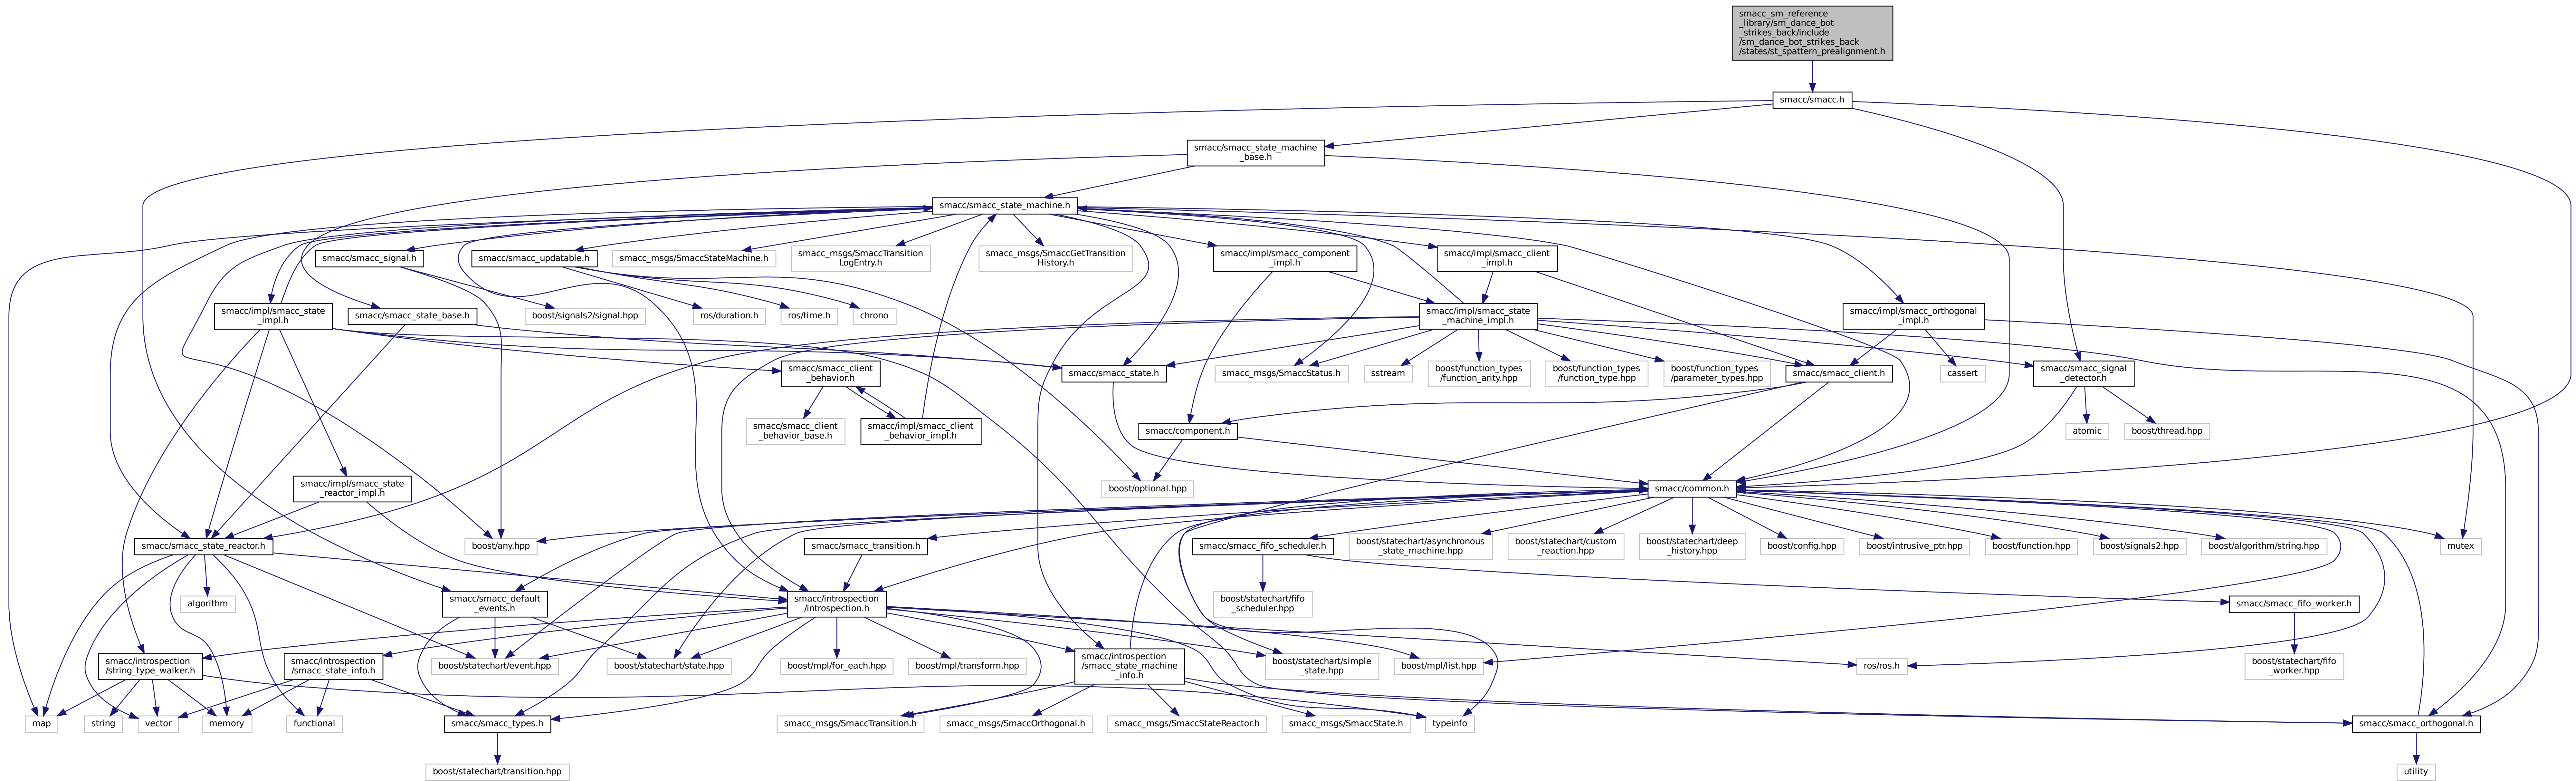 smacc_sm_reference
_library/sm_dance_bot
_strikes_back/include
/sm_dance_bot_strikes_back
/states/st_spattern_prealignment.h
smacc/smacc.h
smacc/smacc_state_machine
_base.h
smacc/smacc_state_machine.h
smacc/smacc_signal.h
smacc/smacc_updatable.h
smacc_msgs/SmaccStateMachine.h
smacc_msgs/SmaccTransition
LogEntry.h
smacc_msgs/SmaccGetTransition
History.h
smacc/impl/smacc_component
_impl.h
smacc/impl/smacc_client
_impl.h
smacc/impl/smacc_state
_impl.h
smacc/smacc_state_base.h
boost/signals2/signal.hpp
ros/duration.h
ros/time.h
chrono
smacc/impl/smacc_state
_machine_impl.h
smacc/impl/smacc_orthogonal
_impl.h
smacc/smacc_client
_behavior.h
smacc/smacc_state.h
smacc_msgs/SmaccStatus.h
sstream
boost/function_types
/function_arity.hpp
boost/function_types
/function_type.hpp
boost/function_types
/parameter_types.hpp
smacc/smacc_client.h
cassert
smacc/smacc_signal
_detector.h
smacc/smacc_client
_behavior_base.h
smacc/impl/smacc_client
_behavior_impl.h
smacc/component.h
atomic
boost/thread.hpp
smacc/impl/smacc_state
_reactor_impl.h
boost/optional.hpp
smacc/common.h
smacc/smacc_state_reactor.h
boost/any.hpp
smacc/smacc_transition.h
smacc/smacc_fifo_scheduler.h
boost/statechart/asynchronous
_state_machine.hpp
boost/statechart/custom
_reaction.hpp
boost/statechart/deep
_history.hpp
boost/config.hpp
boost/intrusive_ptr.hpp
boost/function.hpp
boost/signals2.hpp
boost/algorithm/string.hpp
mutex
algorithm
smacc/smacc_default
_events.h
smacc/introspection
/introspection.h
boost/statechart/fifo
_scheduler.hpp
smacc/smacc_fifo_worker.h
smacc/introspection
/string_type_walker.h
smacc/introspection
/smacc_state_info.h
boost/statechart/event.hpp
boost/statechart/state.hpp
boost/mpl/for_each.hpp
boost/mpl/transform.hpp
smacc/introspection
/smacc_state_machine
_info.h
boost/statechart/simple
_state.hpp
boost/mpl/list.hpp
ros/ros.h
boost/statechart/fifo
_worker.hpp
map
string
vector
memory
functional
smacc/smacc_types.h
smacc_msgs/SmaccTransition.h
smacc_msgs/SmaccOrthogonal.h
smacc_msgs/SmaccStateReactor.h
smacc_msgs/SmaccState.h
typeinfo
smacc/smacc_orthogonal.h
boost/statechart/transition.hpp
utility